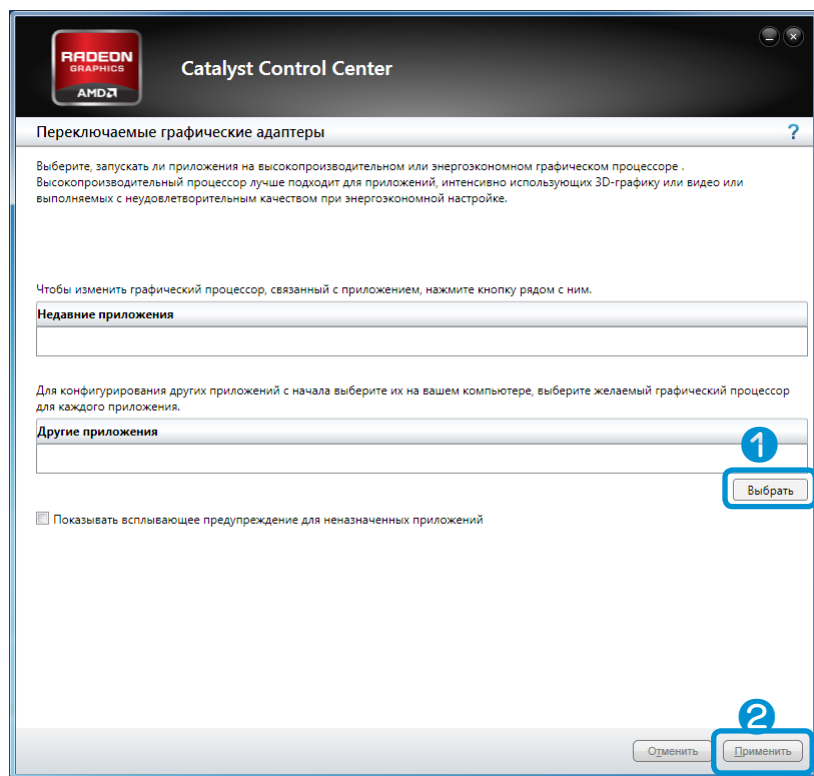 RADEON
GRAPHICS
AMD
Catalyst Control Center
Переключаемые графические адаптеры
?
Выберите, запускать ли приложения на высокопроизводительном или энергоэкономном графическом процессоре .
Высокопроизводительный процессор лучше подходит для приложений, интенсивно использующих 3D-графику или видео или
выполняемых с неудовлетворительным качеством при энергоэкономной настройке.
Чтобы изменить графический процессор, связанный с приложением, нажмите кнопку рядом с ним.
Недавние приложения
Для конфигурирования других приложений с начала выберите их на вашем компьютере, выберите желаемый графический процессор
для каждого приложения.
Другие приложения
1
Выбрать
Показывать всплывающее предупреждение для неназначенных приложений
2
Отменить
Применить